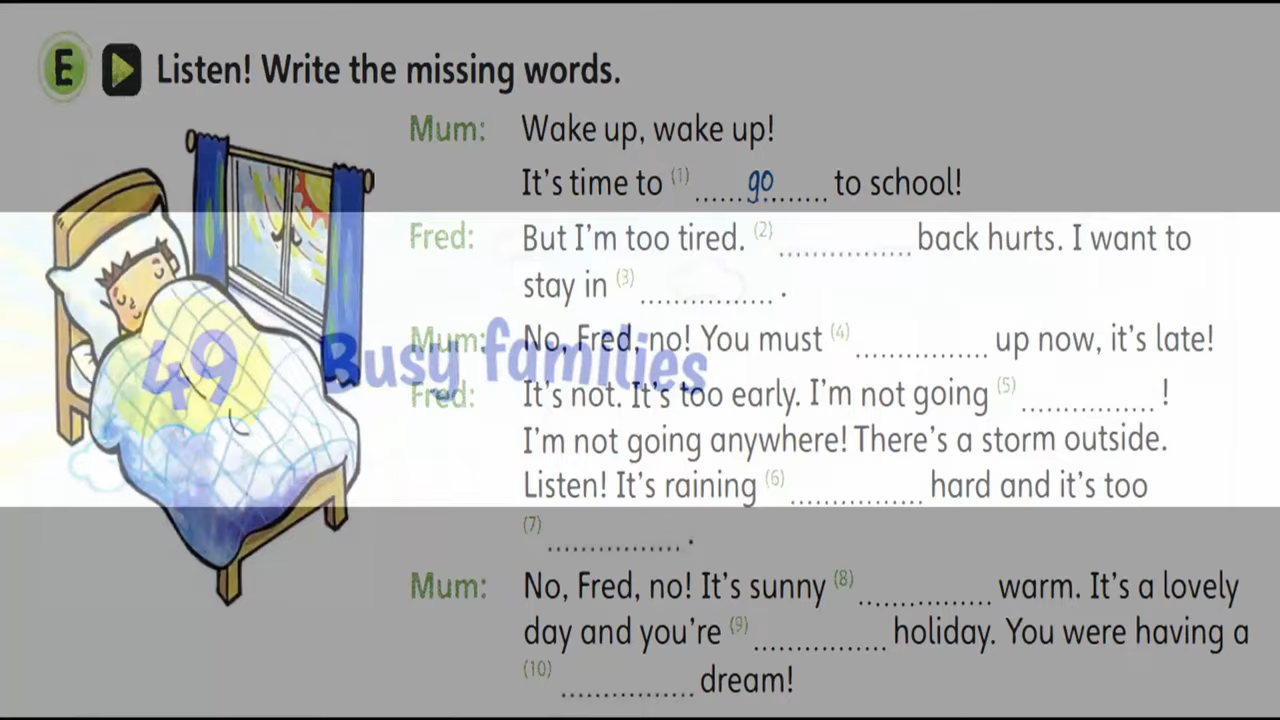 E Listen! Write the missing words.
Mum: Wake up, wake up!
It's time to (1) ......go....... to school!
Fred: But I'm too tired. (2) ................ back hurts. I want to
stay in (3) ................ .
49 Busy families
Mum: No, Fred, no! You must (4) ................ up now, it's late!
Fred: It's not. It's too early. I'm not going (5) ................ !
I'm not going anywhere! There's a storm outside.
Listen! It's raining (6) ................ hard and it's too
(7) ................ .
Mum: No, Fred, no! It's sunny (8) ................ warm. It's a lovely
day and you're (9) ................ holiday. You were having a
(10) ................ dream!